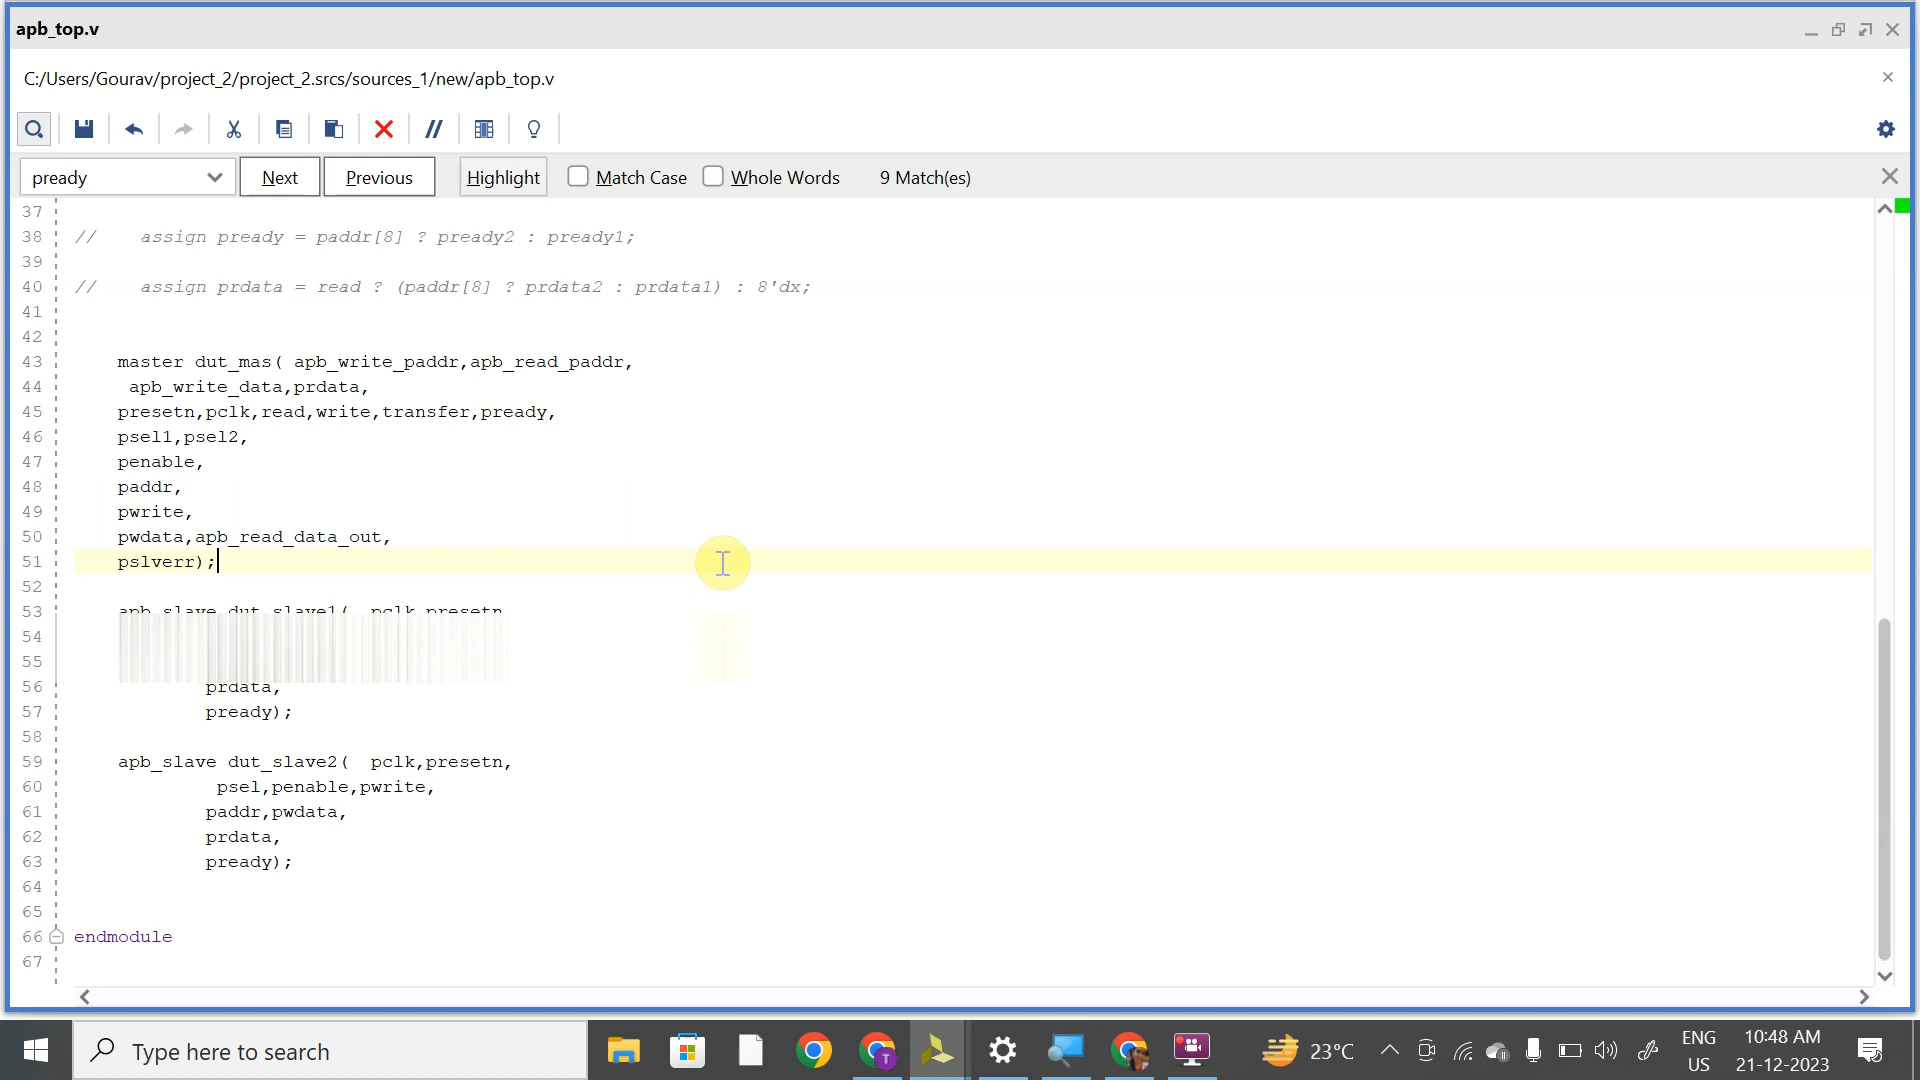 apb_top.v
C:/Users/Gourav/project_2/project_2.srcs/sources_1/new/apb_top.v
pready Next Previous Highlight Match Case Whole Words 9 Match(es)
37
38 // assign pready = paddr[8] ? pready2 : pready1;
39
40 // assign prdata = read ? (paddr[8] ? prdata2 : prdata1) : 8'dx;
41
42
43 master dut_mas( apb_write_paddr,apb_read_paddr,
44 apb_write_data,prdata,
45 presetn,pclk,read,write,transfer,pready,
46 psel1,psel2,
47 penable,
48 paddr,
49 pwrite,
50 pwdata,apb_read_data_out,
51 pslverr);
52
53 apb_slave dut_slave1( pclk,presetn
54
55
56 prdata,
57 pready);
58
59 apb_slave dut_slave2( pclk,presetn,
60 psel,penable,pwrite,
61 paddr,pwdata,
62 prdata,
63 pready);
64
65
66 endmodule
67
Type here to search
T
23°C
ENG
US
10:48 AM
21-12-2023